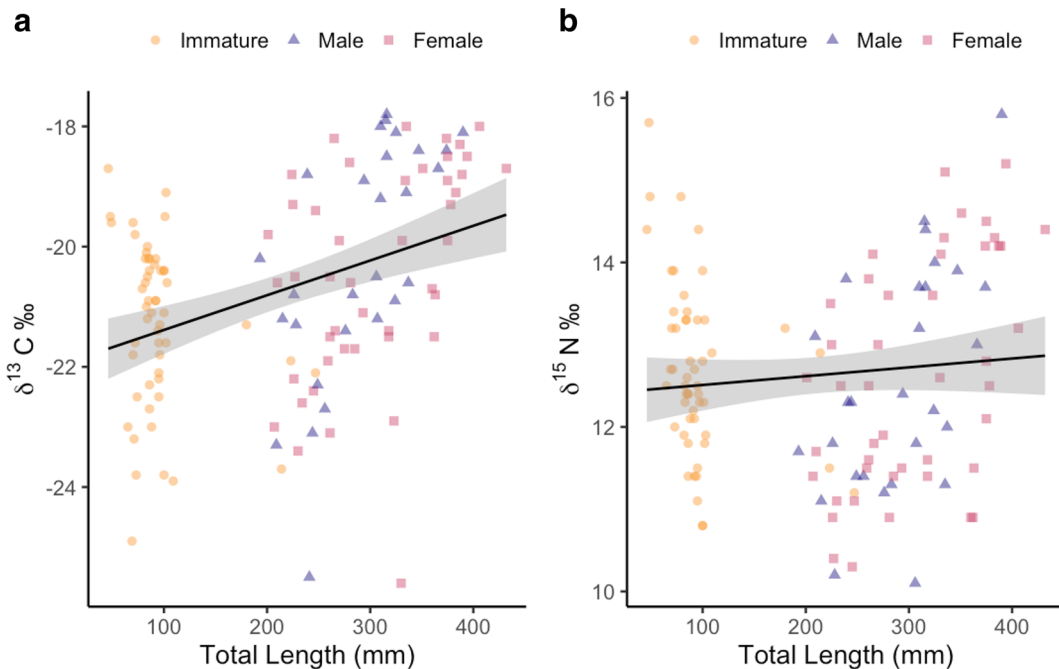 a
Immature Male Female
-18
-20
-22
-24
δ13 C ‰
100 200 300 400
Total Length (mm)
b
Immature Male Female
16
14
12
10
δ15 N ‰
100 200 300 400
Total Length (mm)